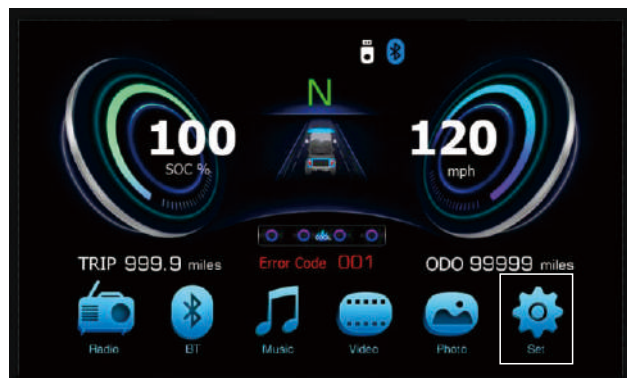 N
100
SOC %
120
mph
TRIP 999.9 miles
Error Code 001
ODO 99999 miles
Radio
BT
Music
Video
Photo
Set